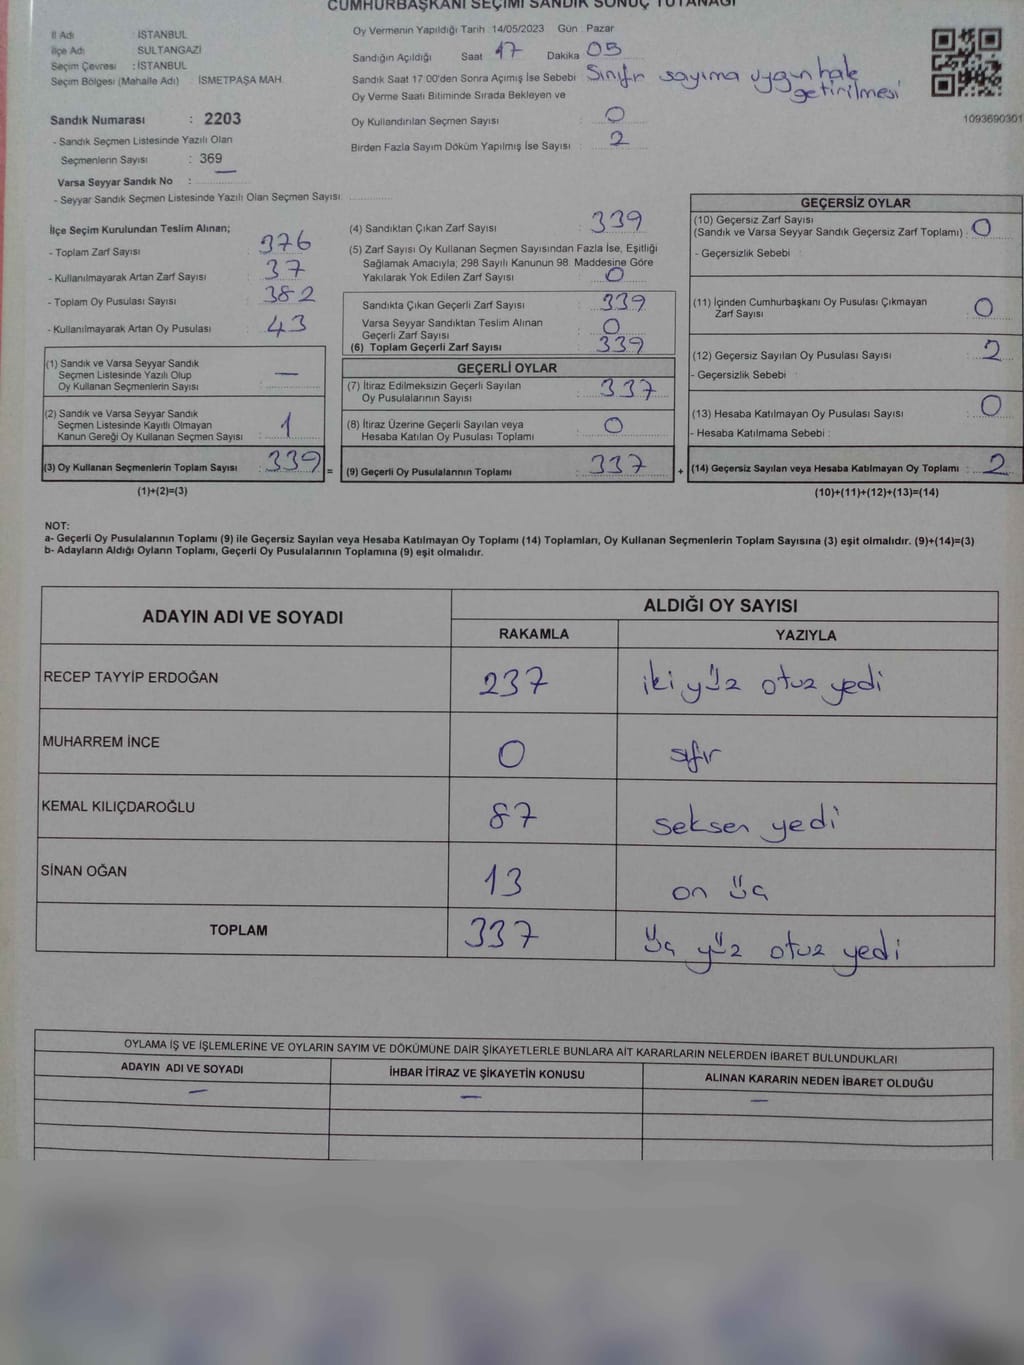 CUMHURBAŞKANI SEÇİMİ SANDIK SONUÇ TUTANAĞI
İl Adı : İSTANBUL
İlçe Adı : SULTANGAZİ
Seçim Çevresi : İSTANBUL
Seçim Bölgesi (Mahalle Adı) : İSMETPAŞA MAH.
Oy Vermenin Yapıldığı Tarih 14/05/2023 Gün : Pazar
Sandığın Açıldığı Saat 17 Dakika 05
Sandık Saat 17:00'den Sonra Açımış İse Sebebi Sınıfın sayıma uygun hale getirilmesi
Oy Verme Saati Bitiminde Sırada Bekleyen ve
Oy Kullandırılan Seçmen Sayısı : 0
Birden Fazla Sayım Döküm Yapılmış İse Sayısı : 2
1093690301
Sandık Numarası : 2203
- Sandık Seçmen Listesinde Yazılı Olan
Seçmenlerin Sayısı : 369
Varsa Seyyar Sandık No : —
- Seyyar Sandık Seçmen Listesinde Yazılı Olan Seçmen Sayısı:
İlçe Seçim Kurulundan Teslim Alınan;
- Toplam Zarf Sayısı : 376
- Kullanılmayarak Artan Zarf Sayısı : 37
- Toplam Oy Pusulası Sayısı : 382
- Kullanılmayarak Artan Oy Pusulası : 43
(1) Sandık ve Varsa Seyyar Sandık
Seçmen Listesinde Yazılı Olup
Oy Kullanan Seçmenlerin Sayısı : —
(2) Sandık ve Varsa Seyyar Sandık
Seçmen Listesinde Kayıtlı Olmayan
Kanun Gereği Oy Kullanan Seçmen Sayısı : 1
(3) Oy Kullanan Seçmenlerin Toplam Sayısı : 339 =
(1)+(2)=(3)
(4) Sandıktan Çıkan Zarf Sayısı : 339
(5) Zarf Sayısı Oy Kullanan Seçmen Sayısından Fazla İse, Eşitliği
Sağlamak Amacıyla; 298 Sayılı Kanunun 98. Maddesine Göre
Yakılarak Yok Edilen Zarf Sayısı : 0
Sandıkta Çıkan Geçerli Zarf Sayısı : 339
Varsa Seyyar Sandıktan Teslim Alınan
Geçerli Zarf Sayısı : 0
(6) Toplam Geçerli Zarf Sayısı : 339
GEÇERLİ OYLAR
(7) İtiraz Edilmeksizin Geçerli Sayılan
Oy Pusulalarının Sayısı : 337
(8) İtiraz Üzerine Geçerli Sayılan veya
Hesaba Katılan Oy Pusulası Toplamı : 0
(9) Geçerli Oy Pusulalarının Toplamı : 337 +
GEÇERSİZ OYLAR
(10) Geçersiz Zarf Sayısı
(Sandık ve Varsa Seyyar Sandık Geçersiz Zarf Toplamı) : 0
- Geçersizlik Sebebi :
(11) İçinden Cumhurbaşkanı Oy Pusulası Çıkmayan
Zarf Sayısı : 0
(12) Geçersiz Sayılan Oy Pusulası Sayısı : 2
- Geçersizlik Sebebi :
(13) Hesaba Katılmayan Oy Pusulası Sayısı : 0
- Hesaba Katılmama Sebebi :
(14) Geçersiz Sayılan veya Hesaba Katılmayan Oy Toplamı : 2
(10)+(11)+(12)+(13)=(14)
NOT:
a- Geçerli Oy Pusulalarının Toplamı (9) ile Geçersiz Sayılan veya Hesaba Katılmayan Oy Toplamı (14) Toplamları, Oy Kullanan Seçmenlerin Toplam Sayısına (3) eşit olmalıdır. (9)+(14)=(3)
b- Adayların Aldığı Oyların Toplamı, Geçerli Oy Pusulalarının Toplamına (9) eşit olmalıdır.
ADAYIN ADI VE SOYADI ALDIĞI OY SAYISI
RAKAMLA YAZIYLA
RECEP TAYYİP ERDOĞAN 237 iki yüz otuz yedi
MUHARREM İNCE 0 sıfır
KEMAL KILIÇDAROĞLU 87 seksen yedi
SİNAN OĞAN 13 on üç
TOPLAM 337 üç yüz otuz yedi
OYLAMA İŞ VE İŞLEMLERİNE VE OYLARIN SAYIM VE DÖKÜMÜNE DAİR ŞİKAYETLERLE BUNLARA AİT KARARLARIN NELERDEN İBARET BULUNDUKLARI
ADAYIN ADI VE SOYADI İHBAR İTİRAZ VE ŞİKAYETİN KONUSU ALINAN KARARIN NEDEN İBARET OLDUĞU
— — —